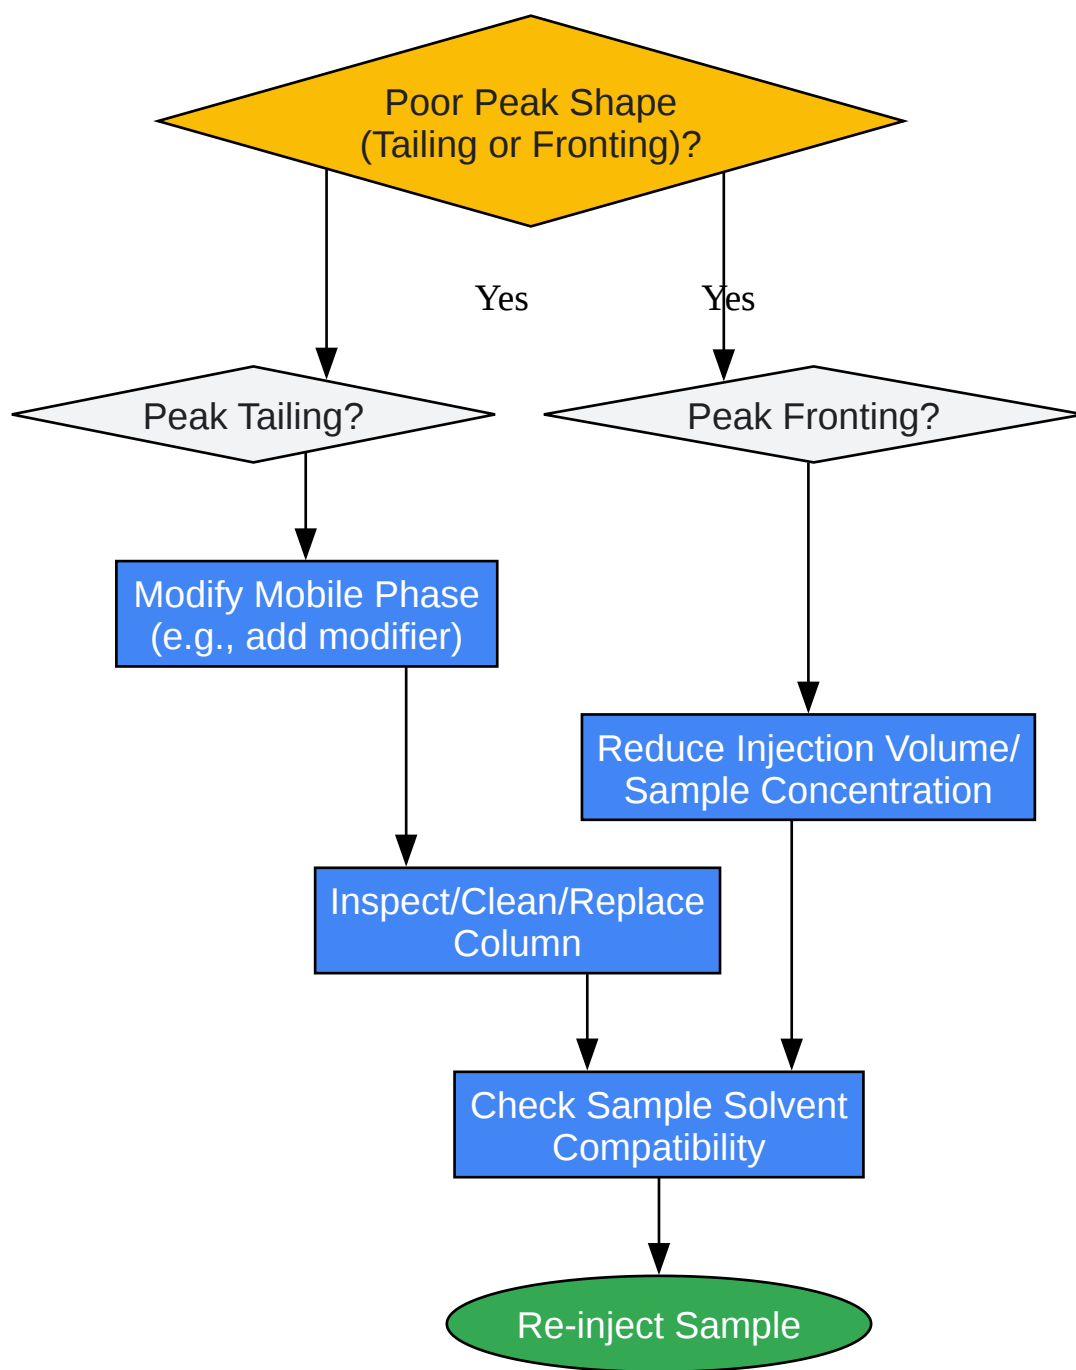 Poor Peak Shape
(Tailing or Fronting)?
Yes
Yes
Peak Tailing?
Peak Fronting?
Modify Mobile Phase
(e.g., add modifier)
Reduce Injection Volume/
Sample Concentration
Inspect/Clean/Replace
Column
Check Sample Solvent
Compatibility
Re-inject Sample